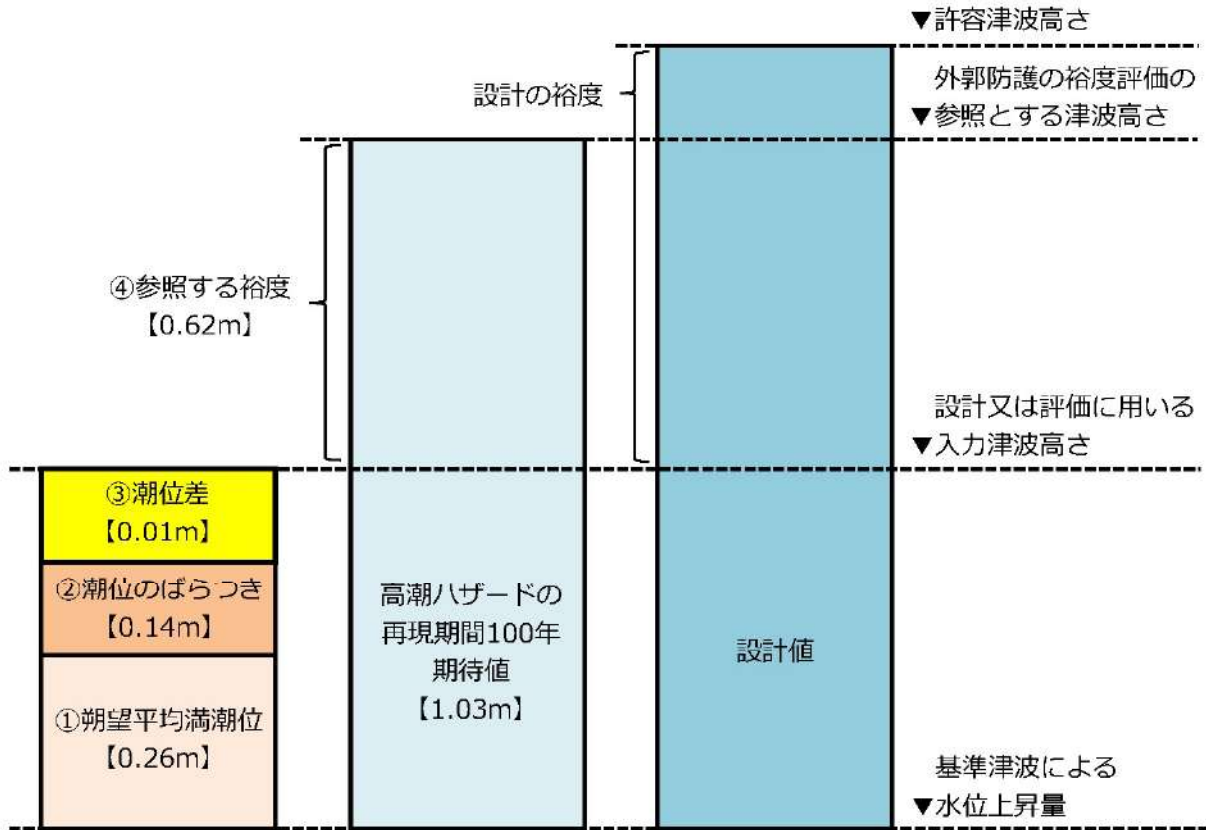 ▼許容津波高さ
外郭防護の裕度評価の
▼参照とする津波高さ
設計の裕度
④参照する裕度
【0.62m】
設計又は評価に用いる
▼入力津波高さ
③潮位差
【0.01m】
②潮位のばらつき
【0.14m】
①朔望平均満潮位
【0.26m】
高潮ハザードの
再現期間100年
期待値
【1.03m】
設計値
基準津波による
▼水位上昇量